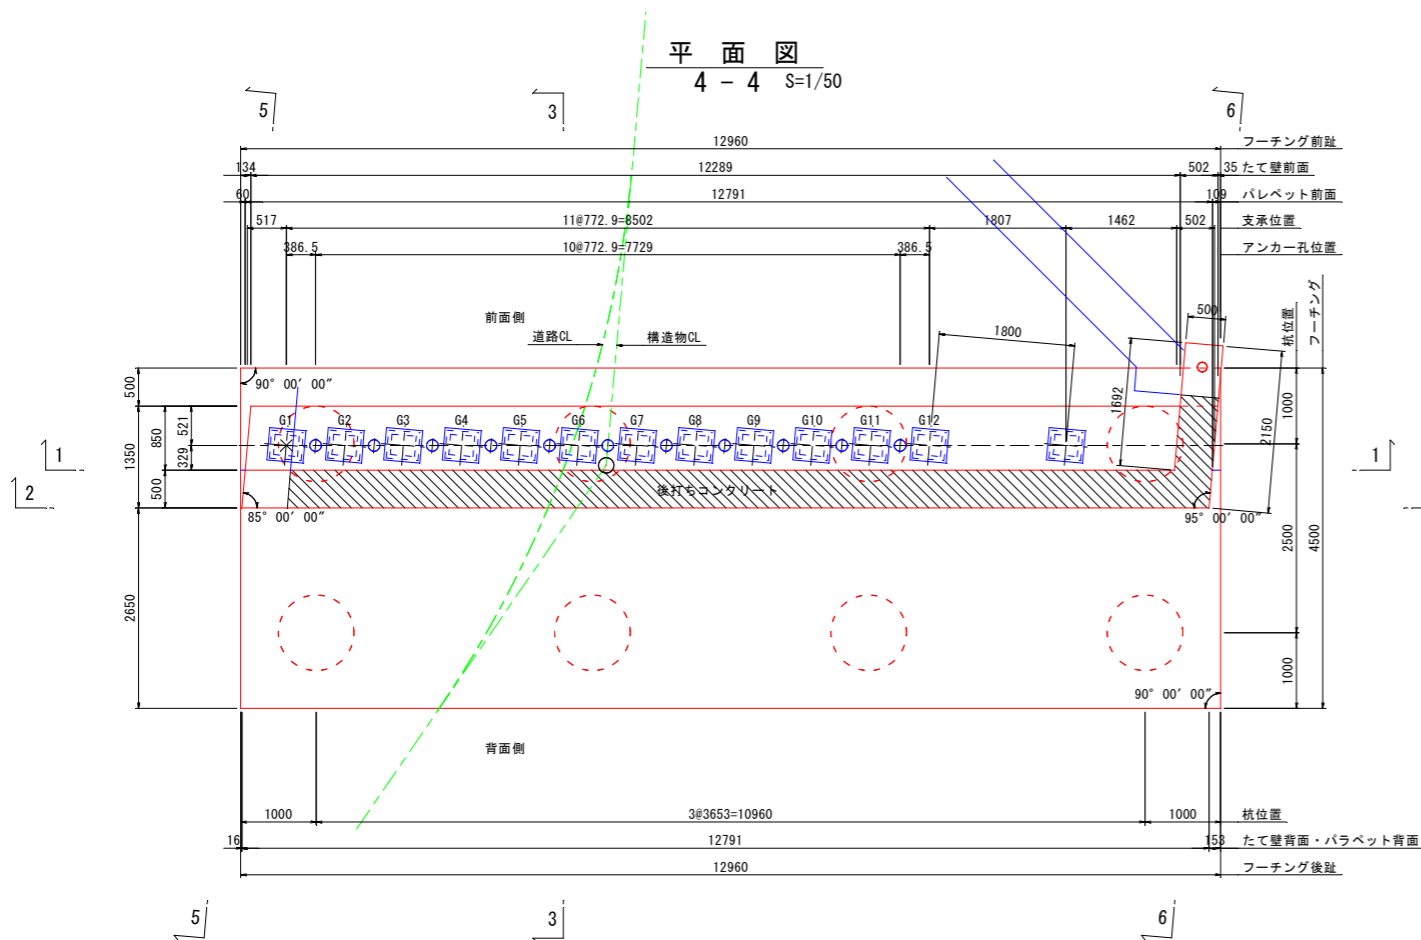 平 面 図
4 - 4 S=1/50
5
3
6
12960
フーチング前趾
134
12289
502
35
たて壁前面
60
12791
109
パレペット前面
517
11@772.9=8502
1807
1462
502
支承位置
386.5
10@772.9=7729
386.5
アンカー孔位置
前面側
道路CL
構造物CL
1800
500
杭位置
フーチング
90° 00′ 00″
500
1350
850
521
329
500
2650
G1
G2
G3
G4
G5
G6
G7
G8
G9
G10
G11
G12
1692
2150
1000
2500
1000
4500
1
1
2
後打ちコンクリート
85° 00′ 00″
95° 00′ 00″
90° 00′ 00″
背面側
1000
3@3653=10960
1000
杭位置
16
12791
153
たて壁背面・パラペット背面
12960
フーチング後趾
5
3
6